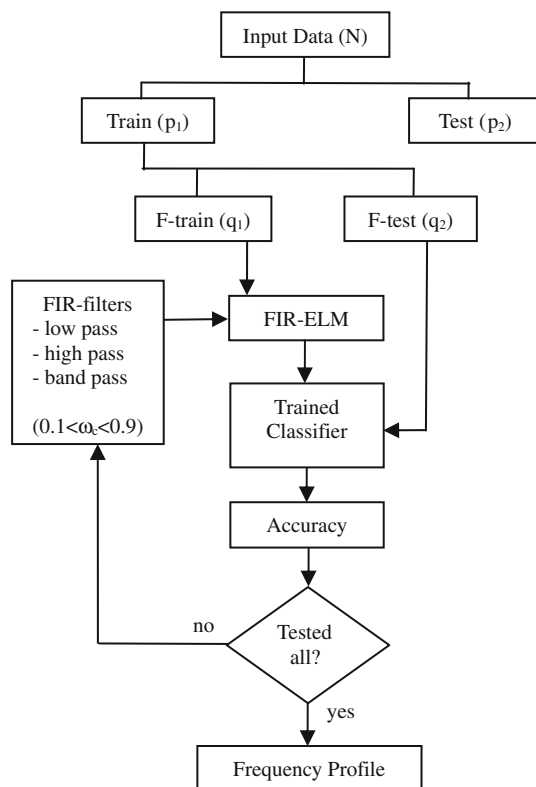 Input Data (N)
Train (p₁)
Test (p₂)
F-train (q₁)
F-test (q₂)
FIR-filters
- low pass
- high pass
- band pass
(0.1<ω꜀<0.9)
FIR-ELM
Trained
Classifier
Accuracy
Tested
all?
no
yes
Frequency Profile